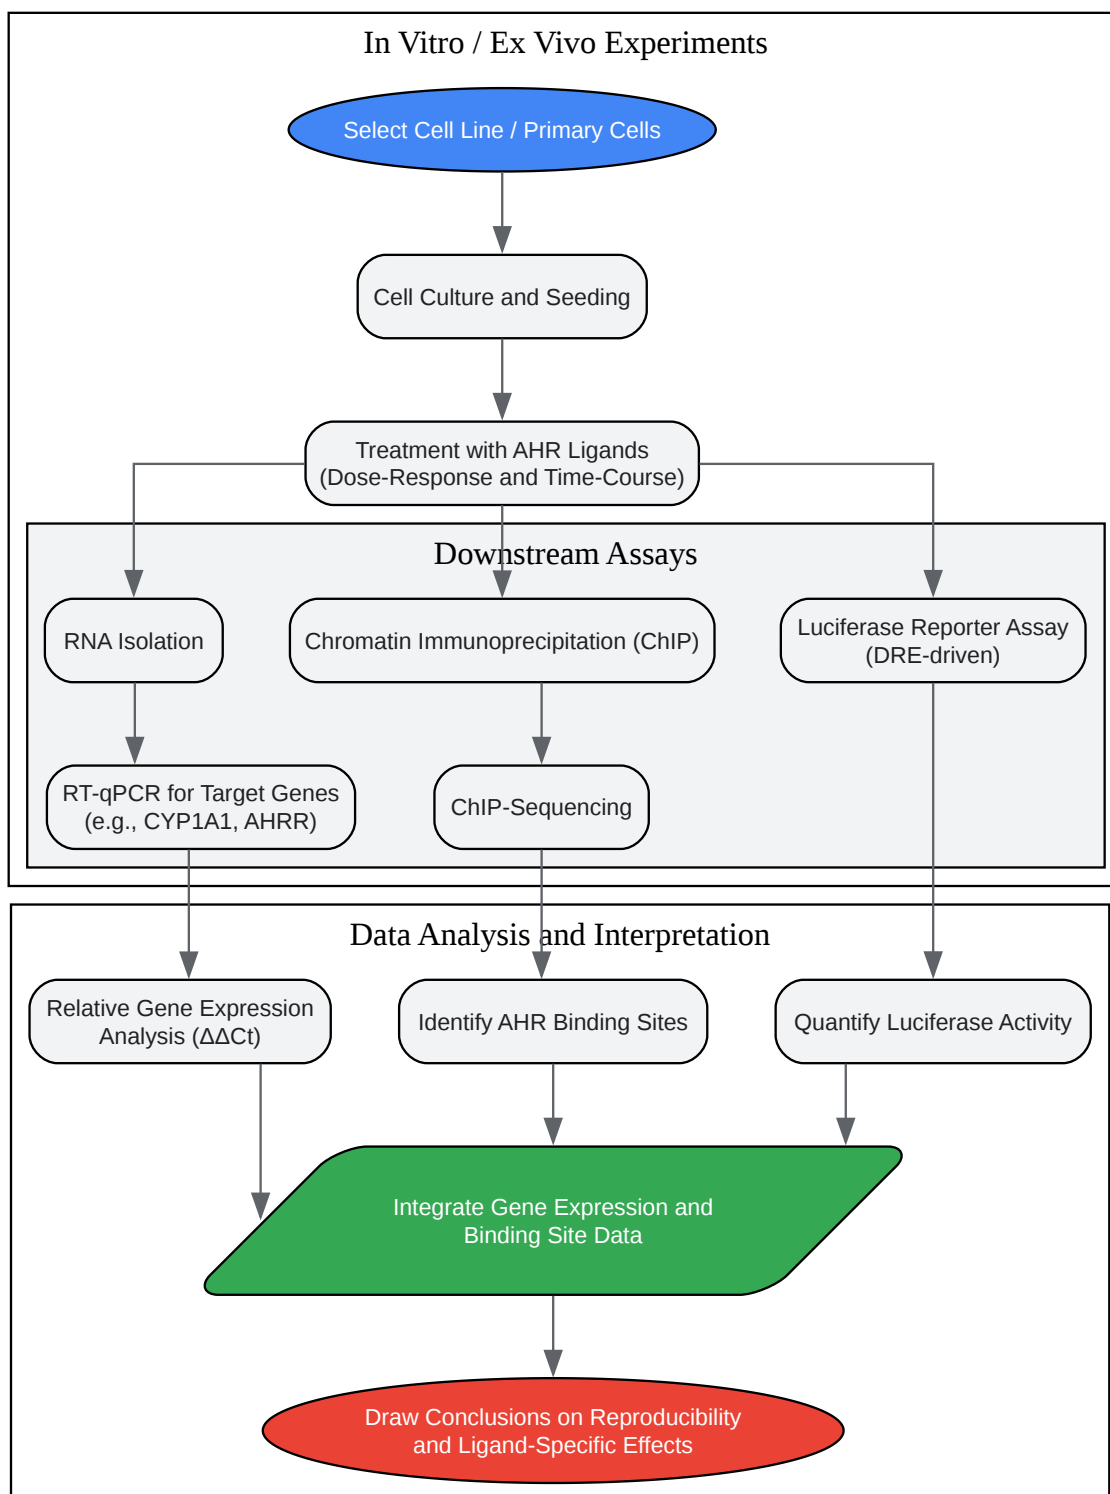 In Vitro / Ex Vivo Experiments
Select Cell Line / Primary Cells
Cell Culture and Seeding
Treatment with AHR Ligands
(Dose-Response and Time-Course)
Downstream Assays
RNA Isolation
Chromatin Immunoprecipitation (ChIP)
Luciferase Reporter Assay
(DRE-driven)
RT-qPCR for Target Genes
(e.g., CYP1A1, AHRR)
ChIP-Sequencing
Data Analysis and Interpretation
Relative Gene Expression
Analysis (ΔΔCt)
Identify AHR Binding Sites
Quantify Luciferase Activity
Integrate Gene Expression and
Binding Site Data
Draw Conclusions on Reproducibility
and Ligand-Specific Effects